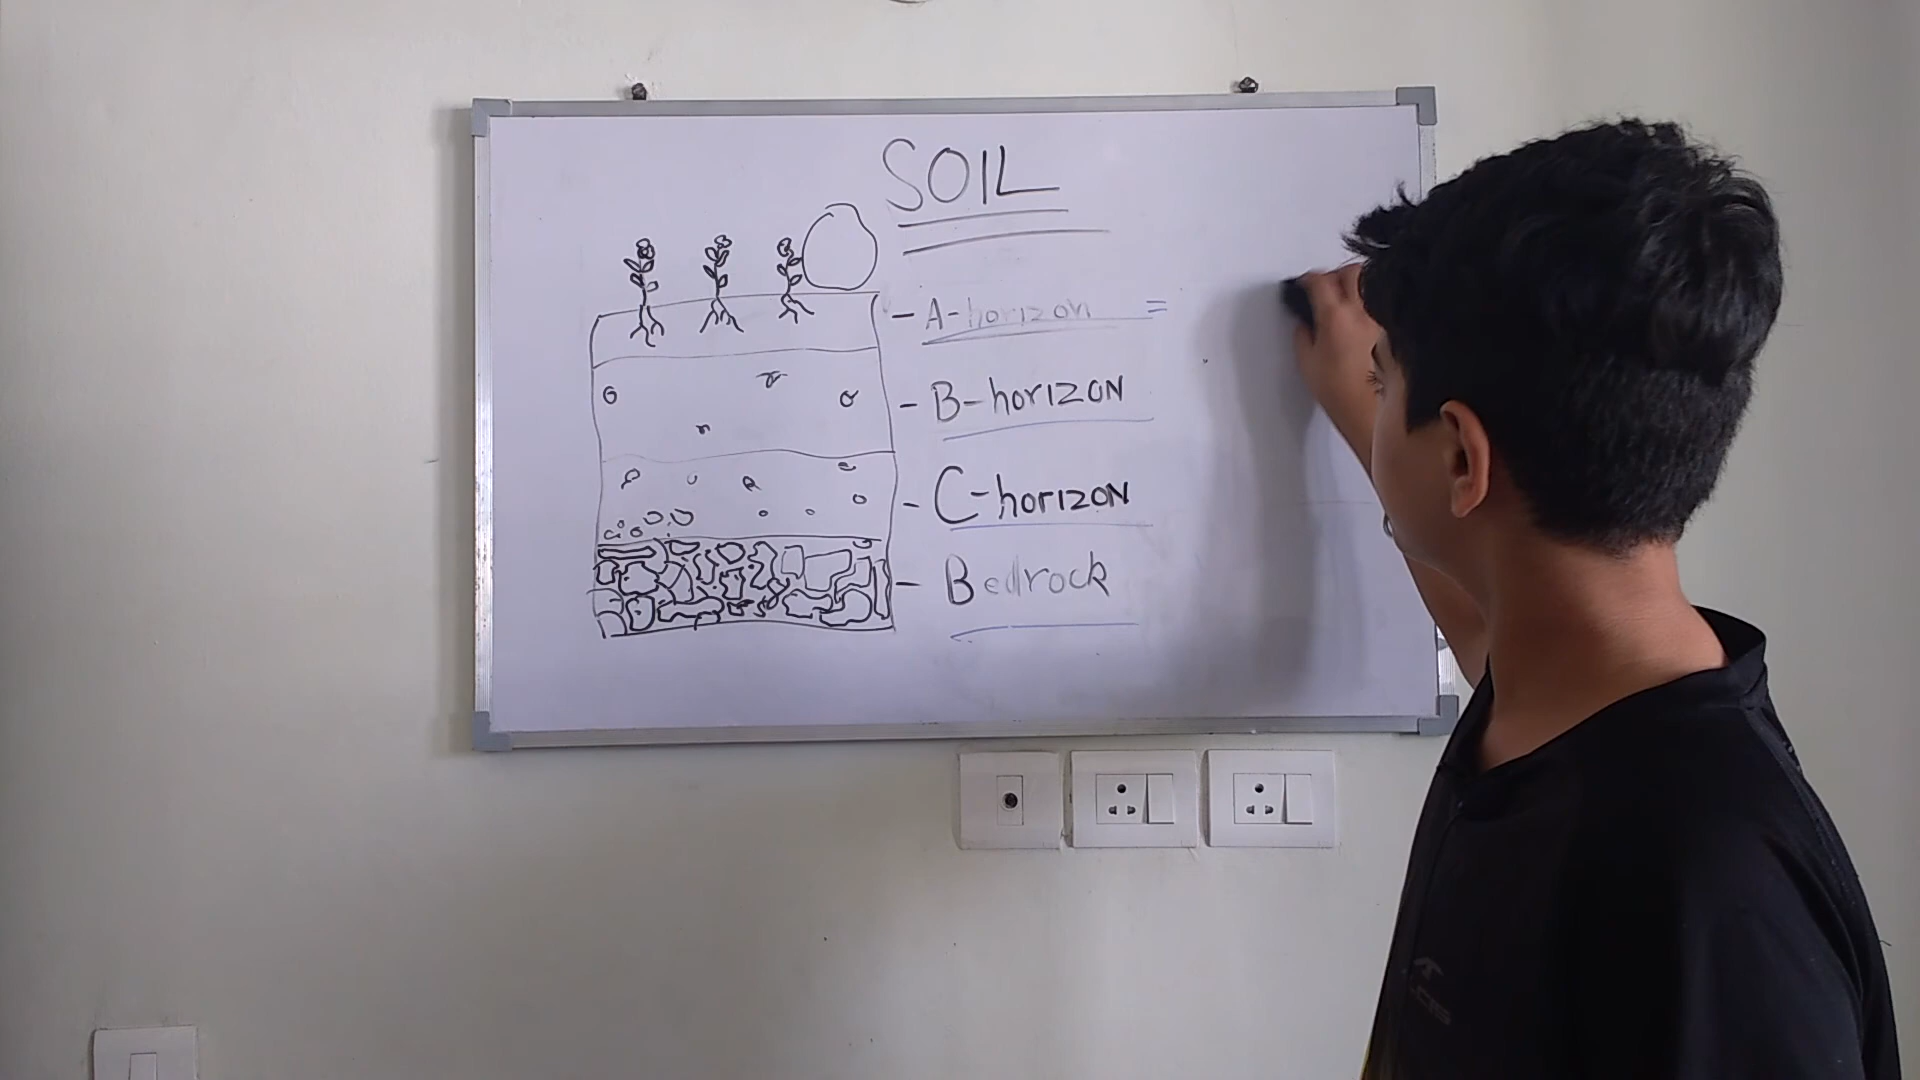 SOIL
- A-horizon =
- B-horIZON
- C-horIZON
- Bedrock